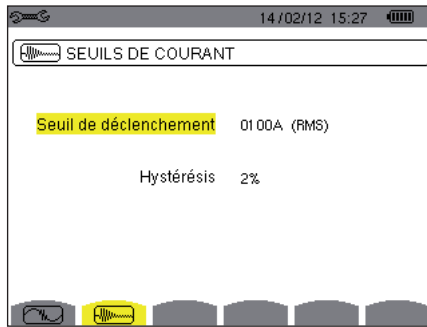 14/02/12 15:27
SEUILS DE COURANT
Seuil de déclenchement 0100A (RMS)
Hystérésis 2%